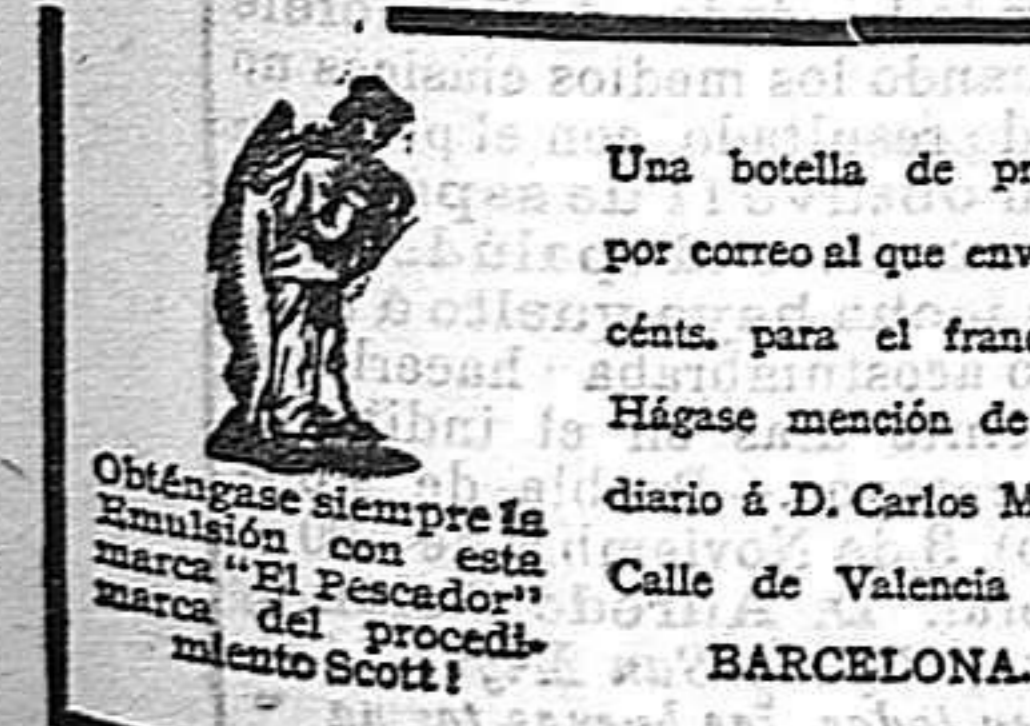 Obténgase siempre la
Emulsión con esta
marca "El Pescador"
marca del procedi-
miento Scott!
Una botella de
por correo al que
cénts. para el
Hágase mención de
diario á D. Carlos
Calle de Valencia
BARCELONA.